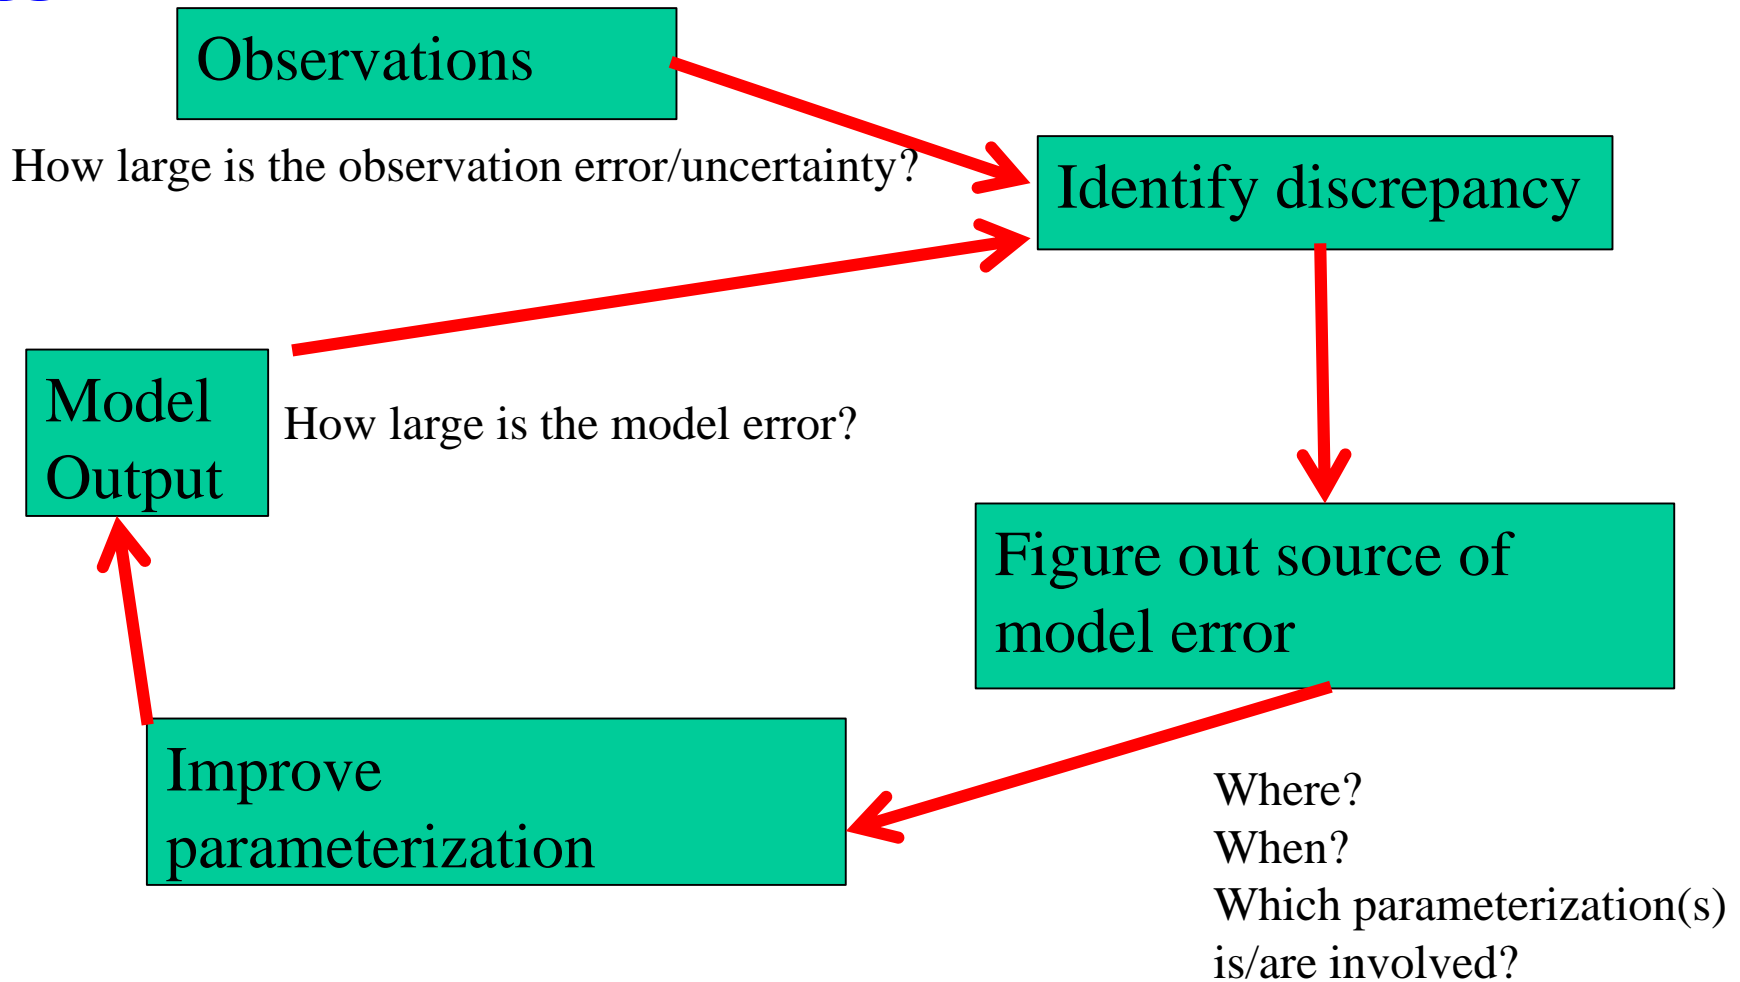 Observations
How large is the observation error/uncertainty?
Identify discrepancy
Model
Output
How large is the model error?
Figure out source of
model error
Improve
parameterization
Where?
When?
Which parameterization(s)
is/are involved?